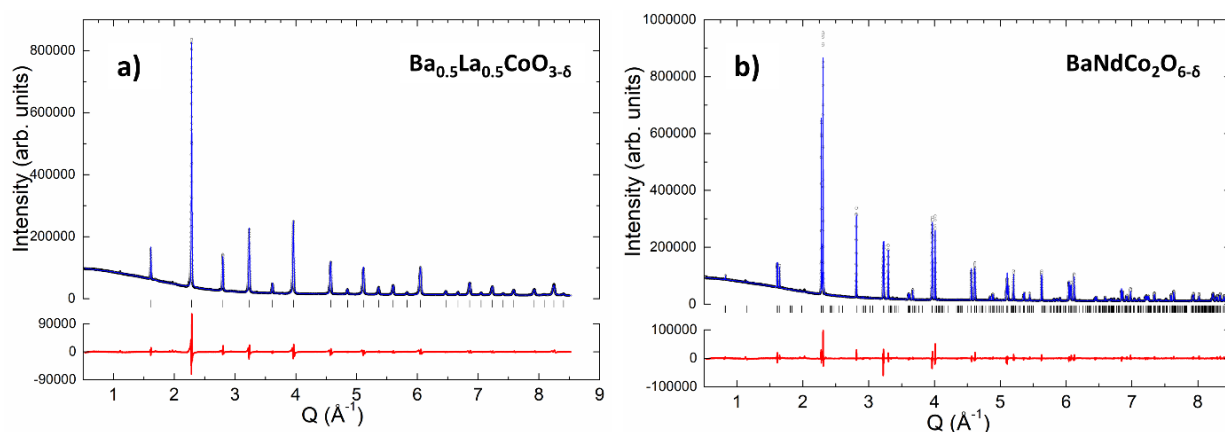 a)
Ba0.5La0.5CoO3-δ
Intensity (arb. units)
800000
600000
400000
200000
0
90000
0
-90000
1 2 3 4 5 6 7 8 9
Q (Å-1)
b)
BaNdCo2O6-δ
Intensity (arb. units)
1000000
800000
600000
400000
200000
0
100000
0
-100000
1 2 3 4 5 6 7 8
Q (Å-1)